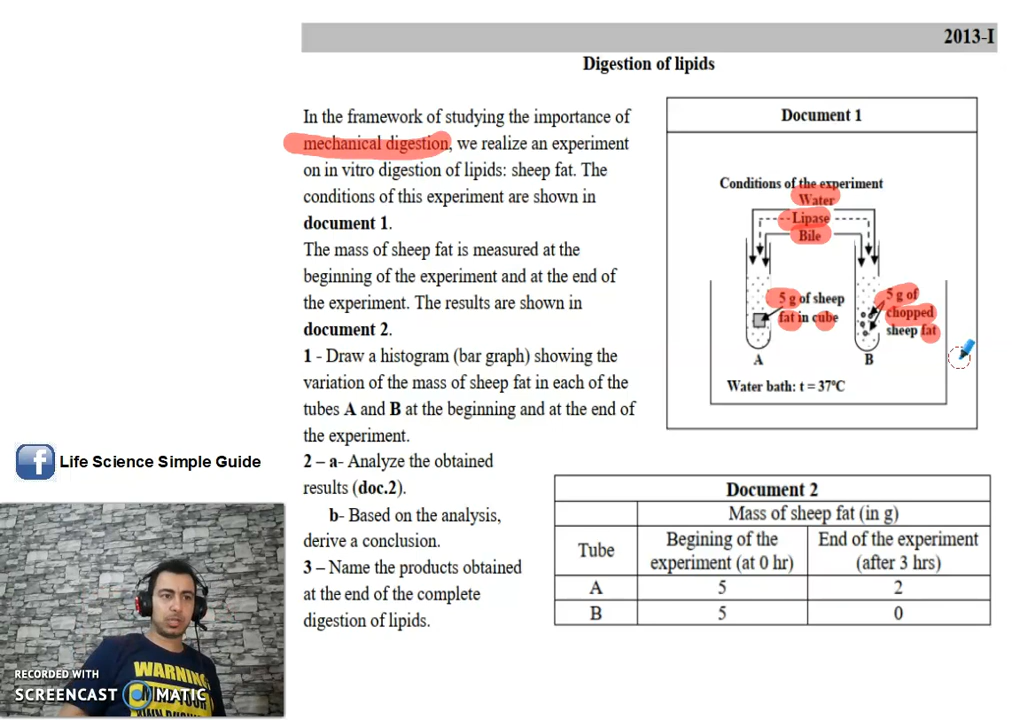 2013-I
Digestion of lipids
In the framework of studying the importance of
mechanical digestion, we realize an experiment
on in vitro digestion of lipids: sheep fat. The
conditions of this experiment are shown in
document 1.
The mass of sheep fat is measured at the
beginning of the experiment and at the end of
the experiment. The results are shown in
document 2.
1 - Draw a histogram (bar graph) showing the
variation of the mass of sheep fat in each of the
tubes A and B at the beginning and at the end of
the experiment.
2 – a- Analyze the obtained
results (doc.2).
b- Based on the analysis,
derive a conclusion.
3 – Name the products obtained
at the end of the complete
digestion of lipids.
Document 1
Conditions of the experiment
Water
Lipase
Bile
5 g of sheep
fat in cube
5 g of
chopped
sheep fat
A
B
Water bath: t = 37ºC
Document 2
Mass of sheep fat (in g)
Tube
Begining of the
experiment (at 0 hr)
End of the experiment
(after 3 hrs)
A 5 2
B 5 0
Life Science Simple Guide
WARNING
RECORDED WITH
SCREENCAST MATIC